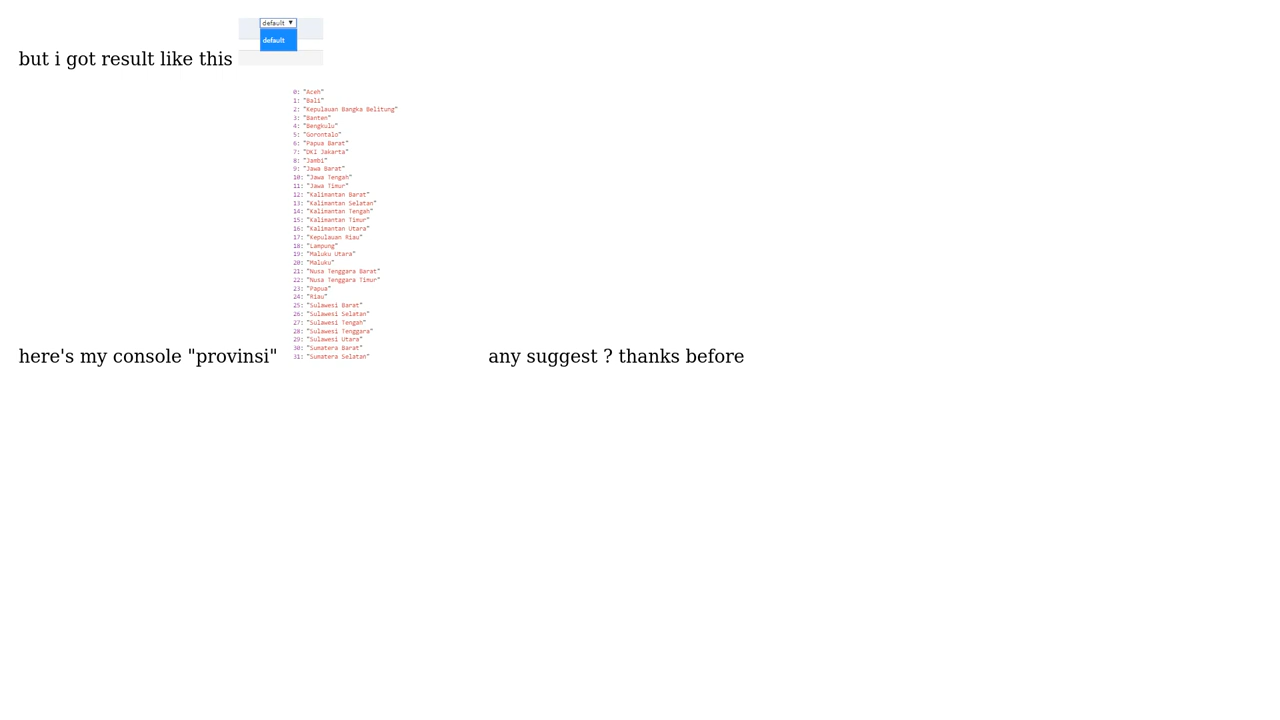 default ▼
default
but i got result like this
0: "Aceh"
1: "Bali"
2: "Kepulauan Bangka Belitung"
3: "Banten"
4: "Bengkulu"
5: "Gorontalo"
6: "Papua Barat"
7: "DKI Jakarta"
8: "Jambi"
9: "Jawa Barat"
10: "Jawa Tengah"
11: "Jawa Timur"
12: "Kalimantan Barat"
13: "Kalimantan Selatan"
14: "Kalimantan Tengah"
15: "Kalimantan Timur"
16: "Kalimantan Utara"
17: "Kepulauan Riau"
18: "Lampung"
19: "Maluku Utara"
20: "Maluku"
21: "Nusa Tenggara Barat"
22: "Nusa Tenggara Timur"
23: "Papua"
24: "Riau"
25: "Sulawesi Barat"
26: "Sulawesi Selatan"
27: "Sulawesi Tengah"
28: "Sulawesi Tenggara"
29: "Sulawesi Utara"
30: "Sumatera Barat"
31: "Sumatera Selatan"
here's my console "provinsi" any suggest ? thanks before